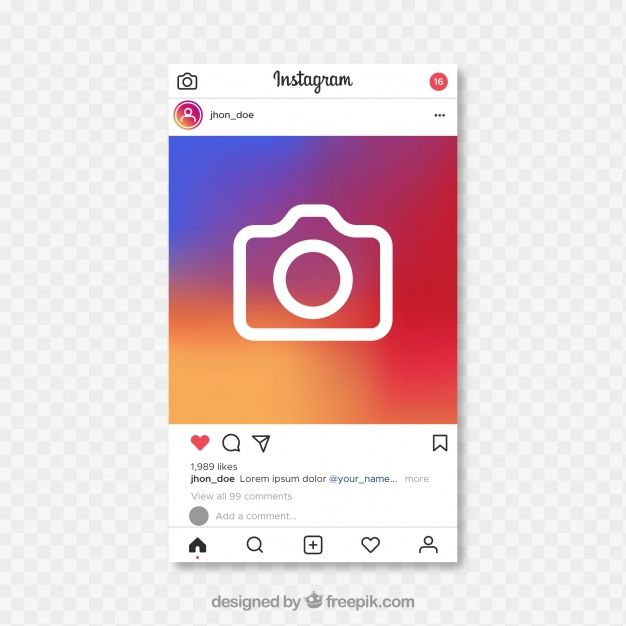 Instagram
16
jhon_doe
1,989 likes
jhon_doe Lorem ipsum dolor @your_name... more
View all 99 comments
Add a comment...
designed by freepik.com